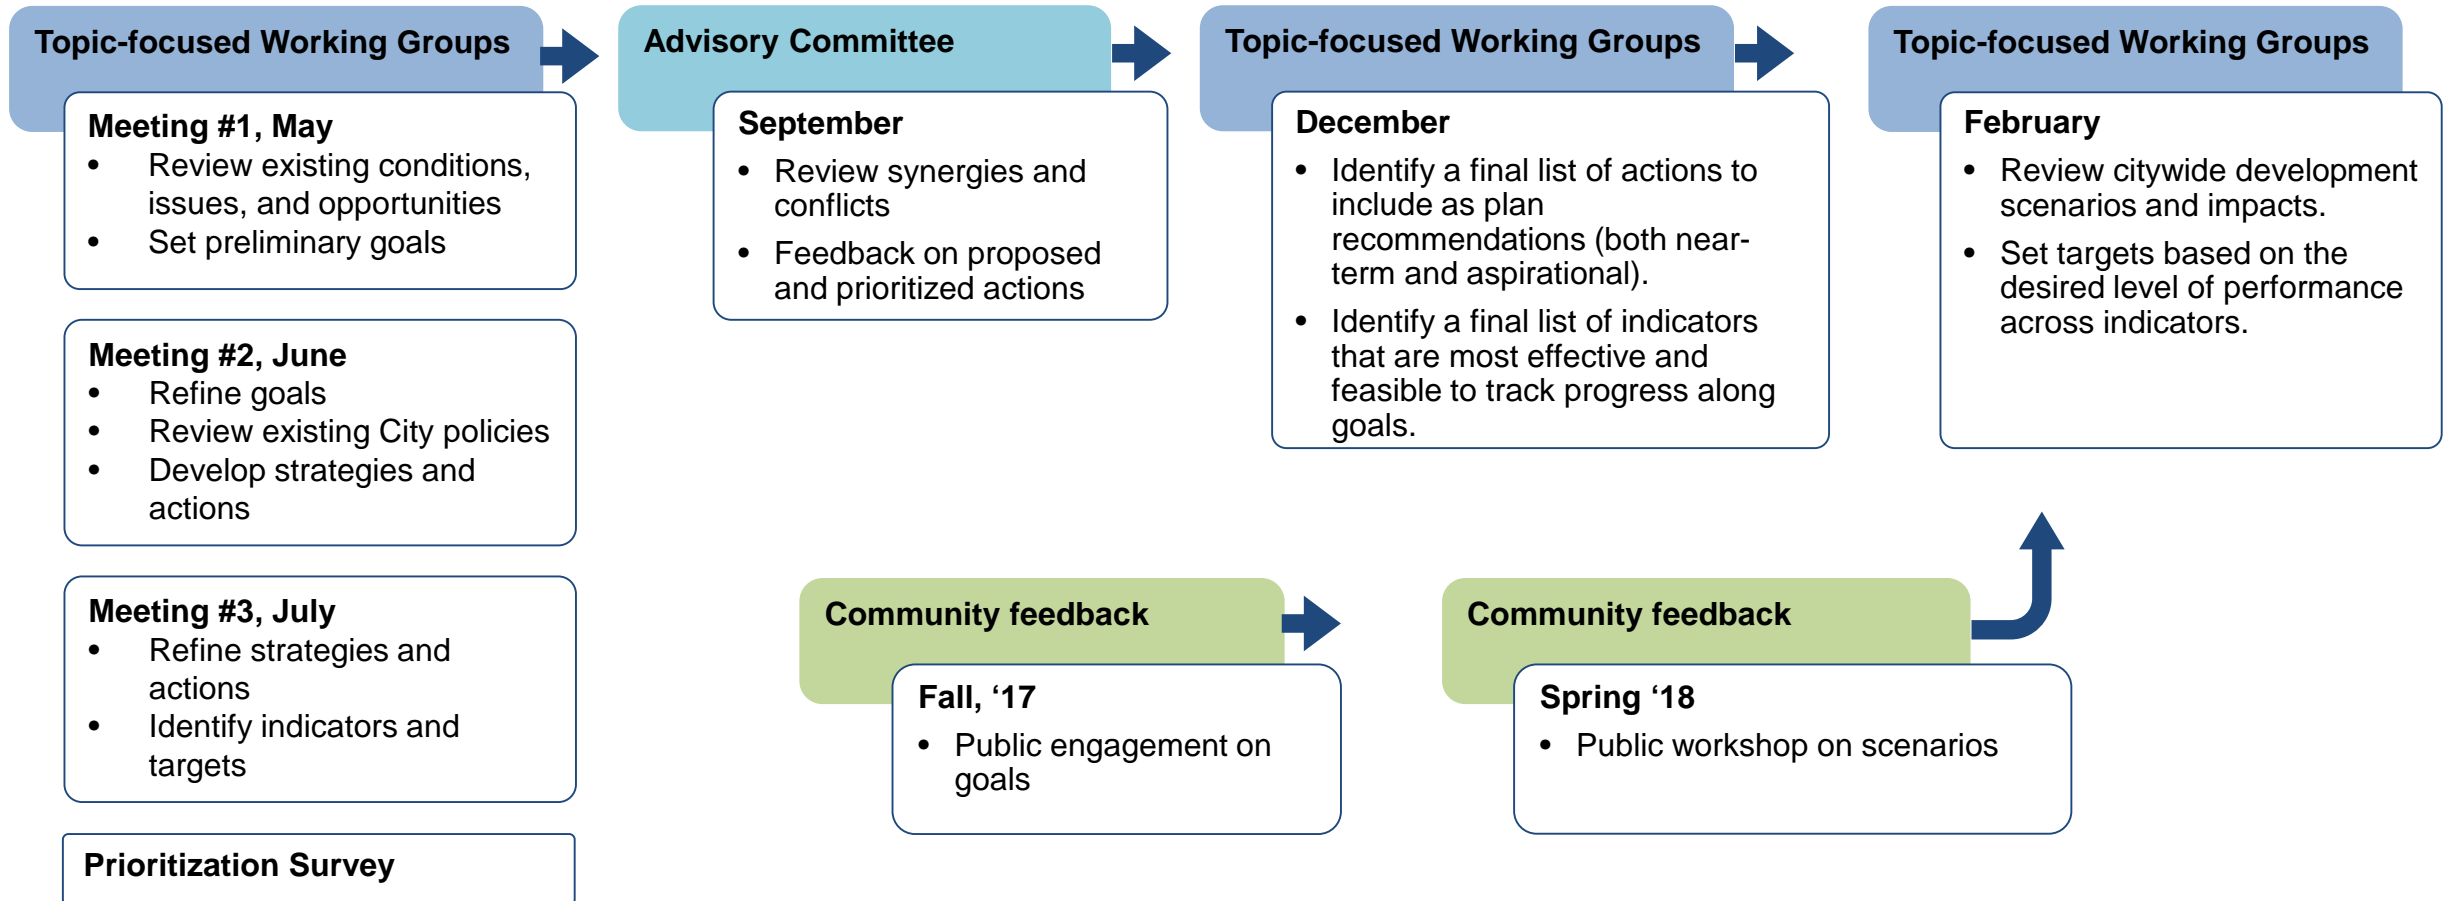 Topic-focused Working Groups
Meeting #1, May
• Review existing conditions,
issues, and opportunities
• Set preliminary goals
Meeting #2, June
• Refine goals
• Review existing City policies
• Develop strategies and
actions
Meeting #3, July
• Refine strategies and
actions
• Identify indicators and
targets
Prioritization Survey
Advisory Committee
September
• Review synergies and
conflicts
• Feedback on proposed
and prioritized actions
Topic-focused Working Groups
December
• Identify a final list of actions to
include as plan
recommendations (both near-
term and aspirational).
• Identify a final list of indicators
that are most effective and
feasible to track progress along
goals.
Topic-focused Working Groups
February
• Review citywide development
scenarios and impacts.
• Set targets based on the
desired level of performance
across indicators.
Community feedback
Fall, ‘17
• Public engagement on
goals
Community feedback
Spring ‘18
• Public workshop on scenarios